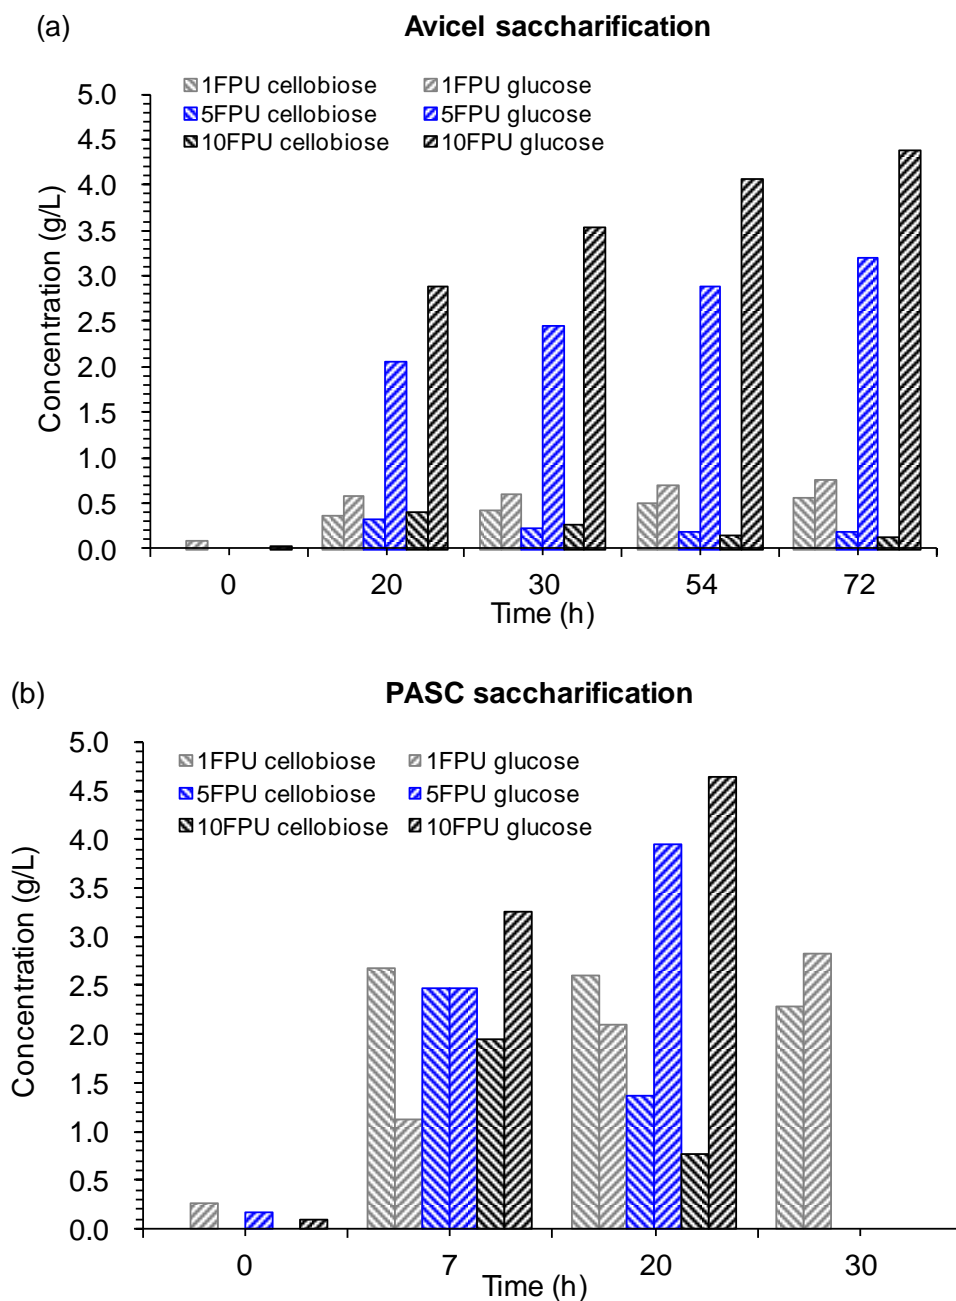 (a) Avicel saccharification
1FPU cellobiose 1FPU glucose
5FPU cellobiose 5FPU glucose
10FPU cellobiose 10FPU glucose
5.0
4.5
4.0
3.5
3.0
2.5
2.0
1.5
1.0
0.5
0.0
Concentration (g/L)
0 20 30 54 72
Time (h)
(b) PASC saccharification
1FPU cellobiose 1FPU glucose
5FPU cellobiose 5FPU glucose
10FPU cellobiose 10FPU glucose
5.0
4.5
4.0
3.5
3.0
2.5
2.0
1.5
1.0
0.5
0.0
Concentration (g/L)
0 7 20 30
Time (h)